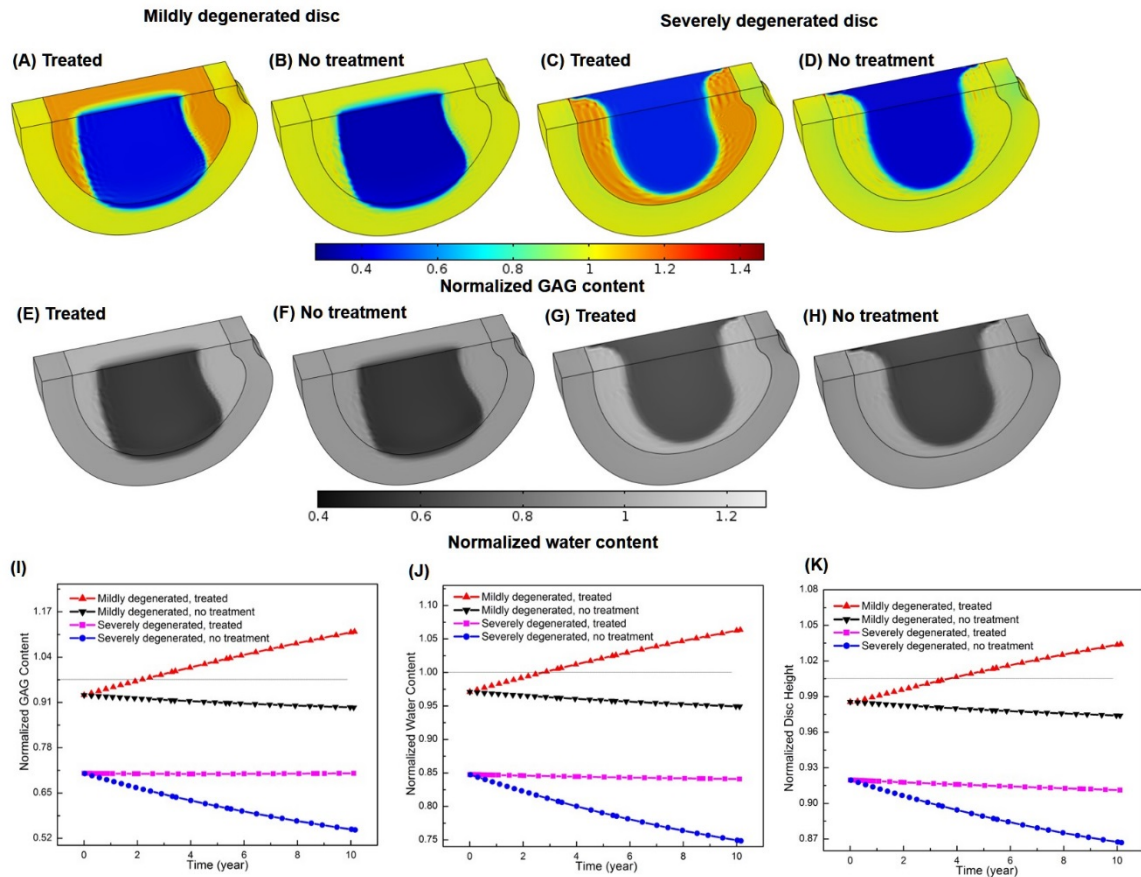 Mildly degenerated disc
Severely degenerated disc
(A) Treated
(B) No treatment
(C) Treated
(D) No treatment
0.4 0.6 0.8 1 1.2 1.4
Normalized GAG content
(E) Treated
(F) No treatment
(G) Treated
(H) No treatment
0.4 0.6 0.8 1 1.2
Normalized water content
(I)
Mildly degenerated, treated
Mildly degenerated, no treatment
Severely degenerated, treated
Severely degenerated, no treatment
Normalized GAG Content
1.17
1.04
0.91
0.78
0.65
0.52
0 2 4 6 8 10
Time (year)
(J)
Mildly degenerated, treated
Mildly degenerated, no treatment
Severely degenerated, treated
Severely degenerated, no treatment
Normalized Water Content
1.10
1.05
1.00
0.95
0.90
0.85
0.80
0.75
0 2 4 6 8 10
Time (year)
(K)
Mildly degenerated, treated
Mildly degenerated, no treatment
Severely degenerated, treated
Severely degenerated, no treatment
Normalized Disc Height
1.08
1.05
1.02
0.99
0.96
0.93
0.90
0.87
0 2 4 6 8 10
Time (year)